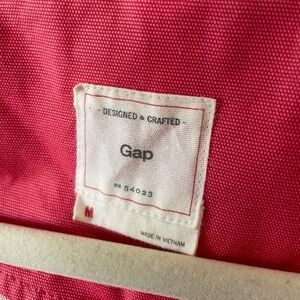 - DESIGNED & CRAFTED -
Gap
RN 54023
M
MADE IN VIETNAM